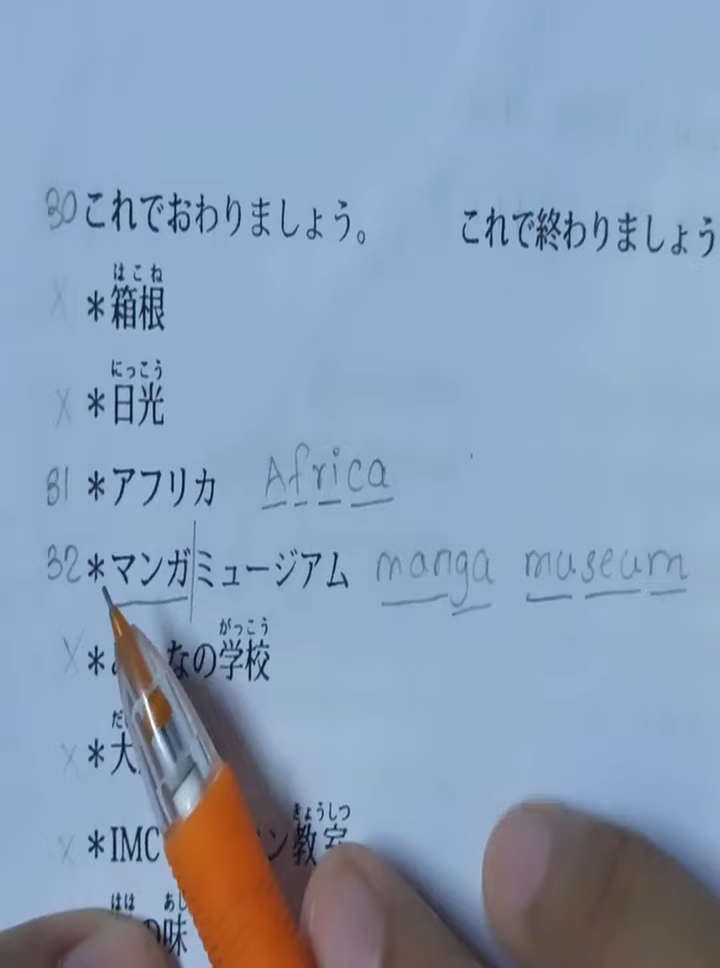 30 これでおわりましょう。 これで終わりましょう
はこね
x *箱根
にっこう
x *日光
31 *アフリカ Africa
32 *マンガミュージアム manga museum
がっこう
x * なの学校
x *大
きょうしつ
x *IMC ン教室
はは あじ
の味